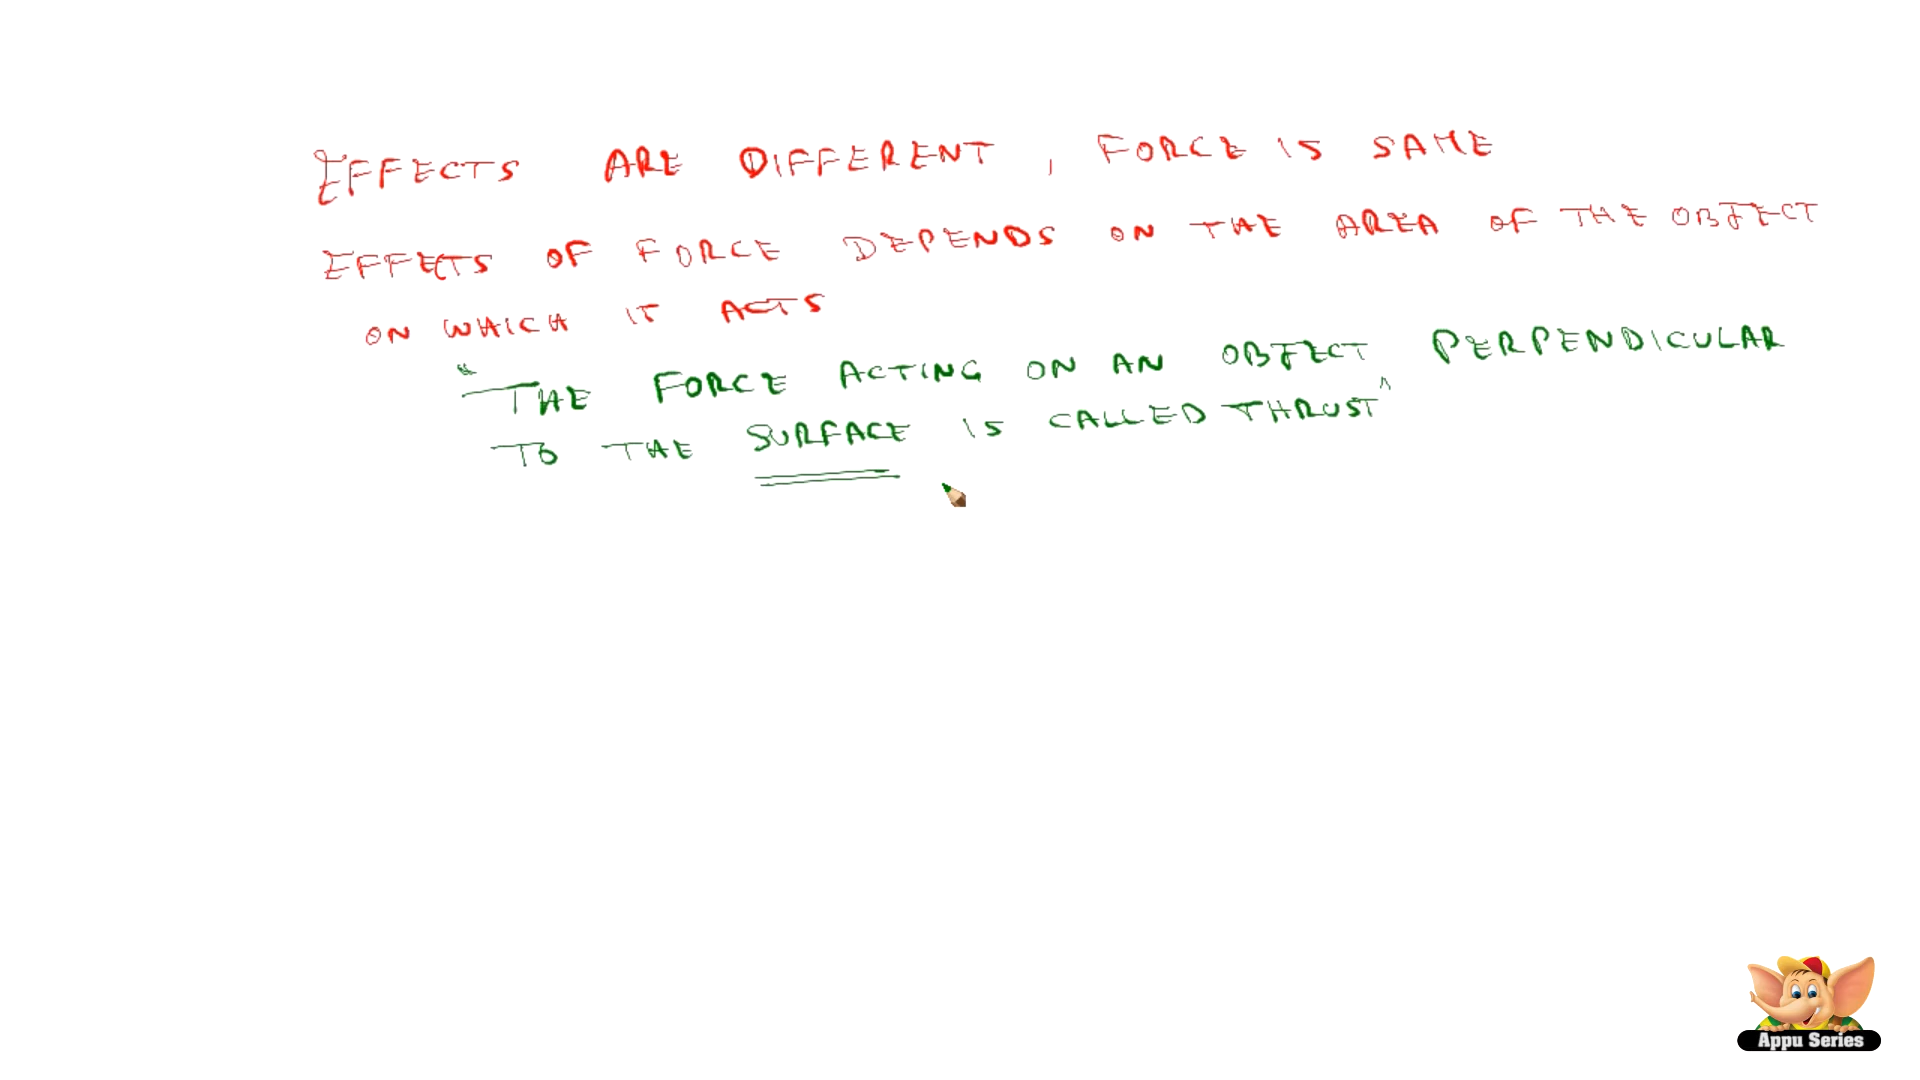 EFFECTS ARE DIFFERENT, FORCE IS SAME
EFFECTS OF FORCE DEPENDS ON THE AREA OF THE OBJECT
ON WHICH IT ACTS
"THE FORCE ACTING ON AN OBJECT PERPENDICULAR
TO THE SURFACE IS CALLED THRUST"
Appu Series